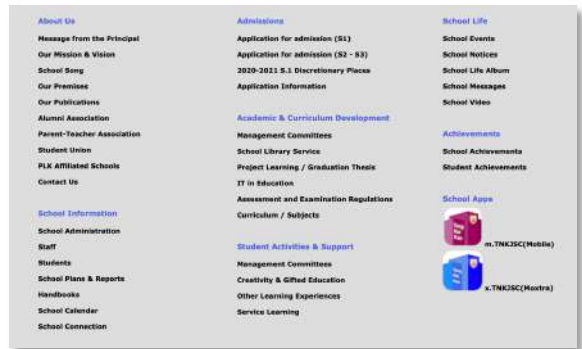 About Us
Message from the Principal
Our Mission & Vision
School Song
Our Premises
Our Publications
Alumni Association
Parent-Teacher Association
Student Union
PLK Affiliated Schools
Contact Us
School Information
School Administration
Staff
Students
School Plans & Reports
Handbooks
School Calendar
School Connection
Admissions
Application for admission (S1)
Application for admission (S2 - S3)
2020-2021 S.1 Discretionary Places
Application Information
Academic & Curriculum Development
Management Committees
School Library Service
Project Learning / Graduation Thesis
IT in Education
Assessment and Examination Regulations
Curriculum / Subjects
Student Activities & Support
Management Committees
Creativity & Gifted Education
Other Learning Experiences
Service Learning
School Life
School Events
School Notices
School Life Album
School Messages
School Video
Achievements
School Achievements
Student Achievements
School Apps
m.TNKJSC(Mobile)
x.TNKJSC(Moxtra)